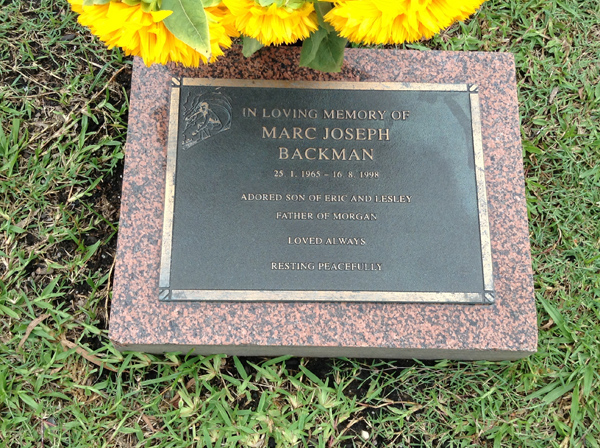 IN LOVING MEMORY OF
MARC JOSEPH
BACKMAN
25. 1. 1965 - 16. 8. 1998
ADORED SON OF ERIC AND LESLEY
FATHER OF MORGAN
LOVED ALWAYS
RESTING PEACEFULLY